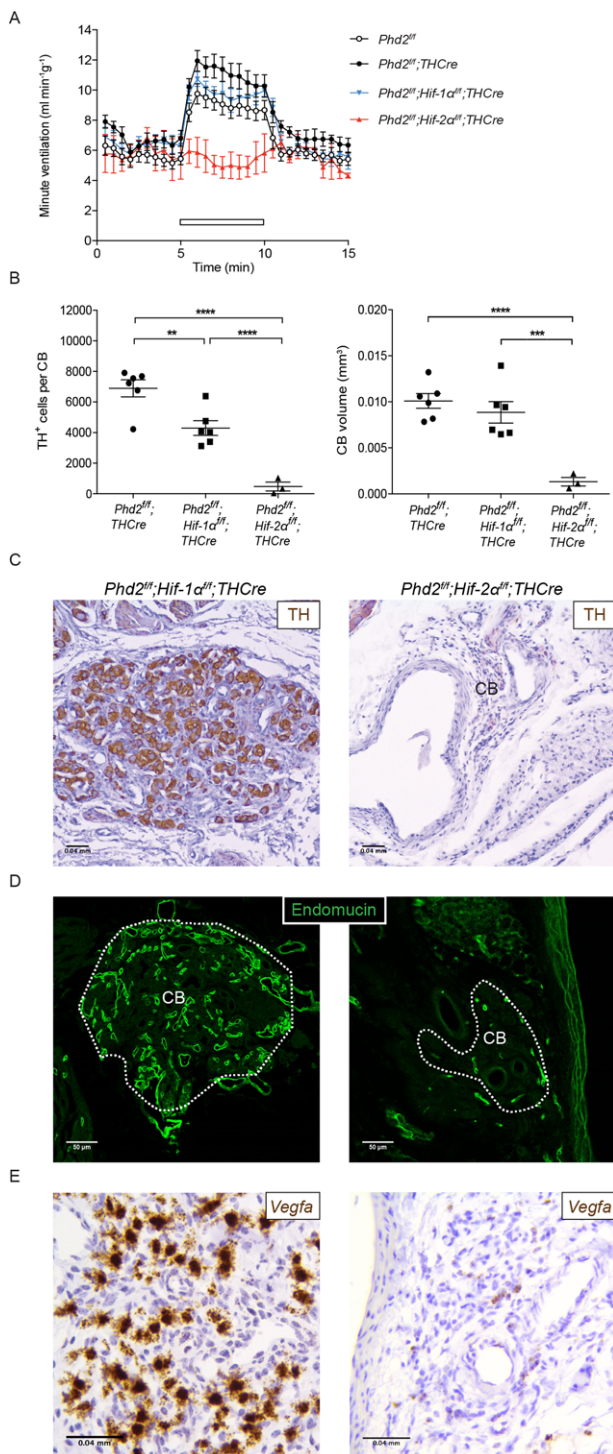 A
Minute ventilation (ml min⁻¹g⁻¹)
14
12
10
8
6
4
2
0
0
5
10
15
Time (min)
Phd2f/f
Phd2f/f;THCre
Phd2f/f;Hif-1αf/f;THCre
Phd2f/f;Hif-2αf/f;THCre
B
TH⁺ cells per CB
12000
10000
8000
6000
4000
2000
0
****
**
****
Phd2f/f;
THCre
Phd2f/f;
Hif-1αf/f;
THCre
Phd2f/f;
Hif-2αf/f;
THCre
CB volume (mm³)
0.020
0.015
0.010
0.005
0.000
****
***
Phd2f/f;
THCre
Phd2f/f;
Hif-1αf/f;
THCre
Phd2f/f;
Hif-2αf/f;
THCre
C
Phd2f/f;Hif-1αf/f;THCre
Phd2f/f;Hif-2αf/f;THCre
TH
0.04 mm
TH
CB
0.04 mm
D
Endomucin
CB
50 µm
CB
50 µm
E
Vegfa
0.04 mm
Vegfa
0.04 mm